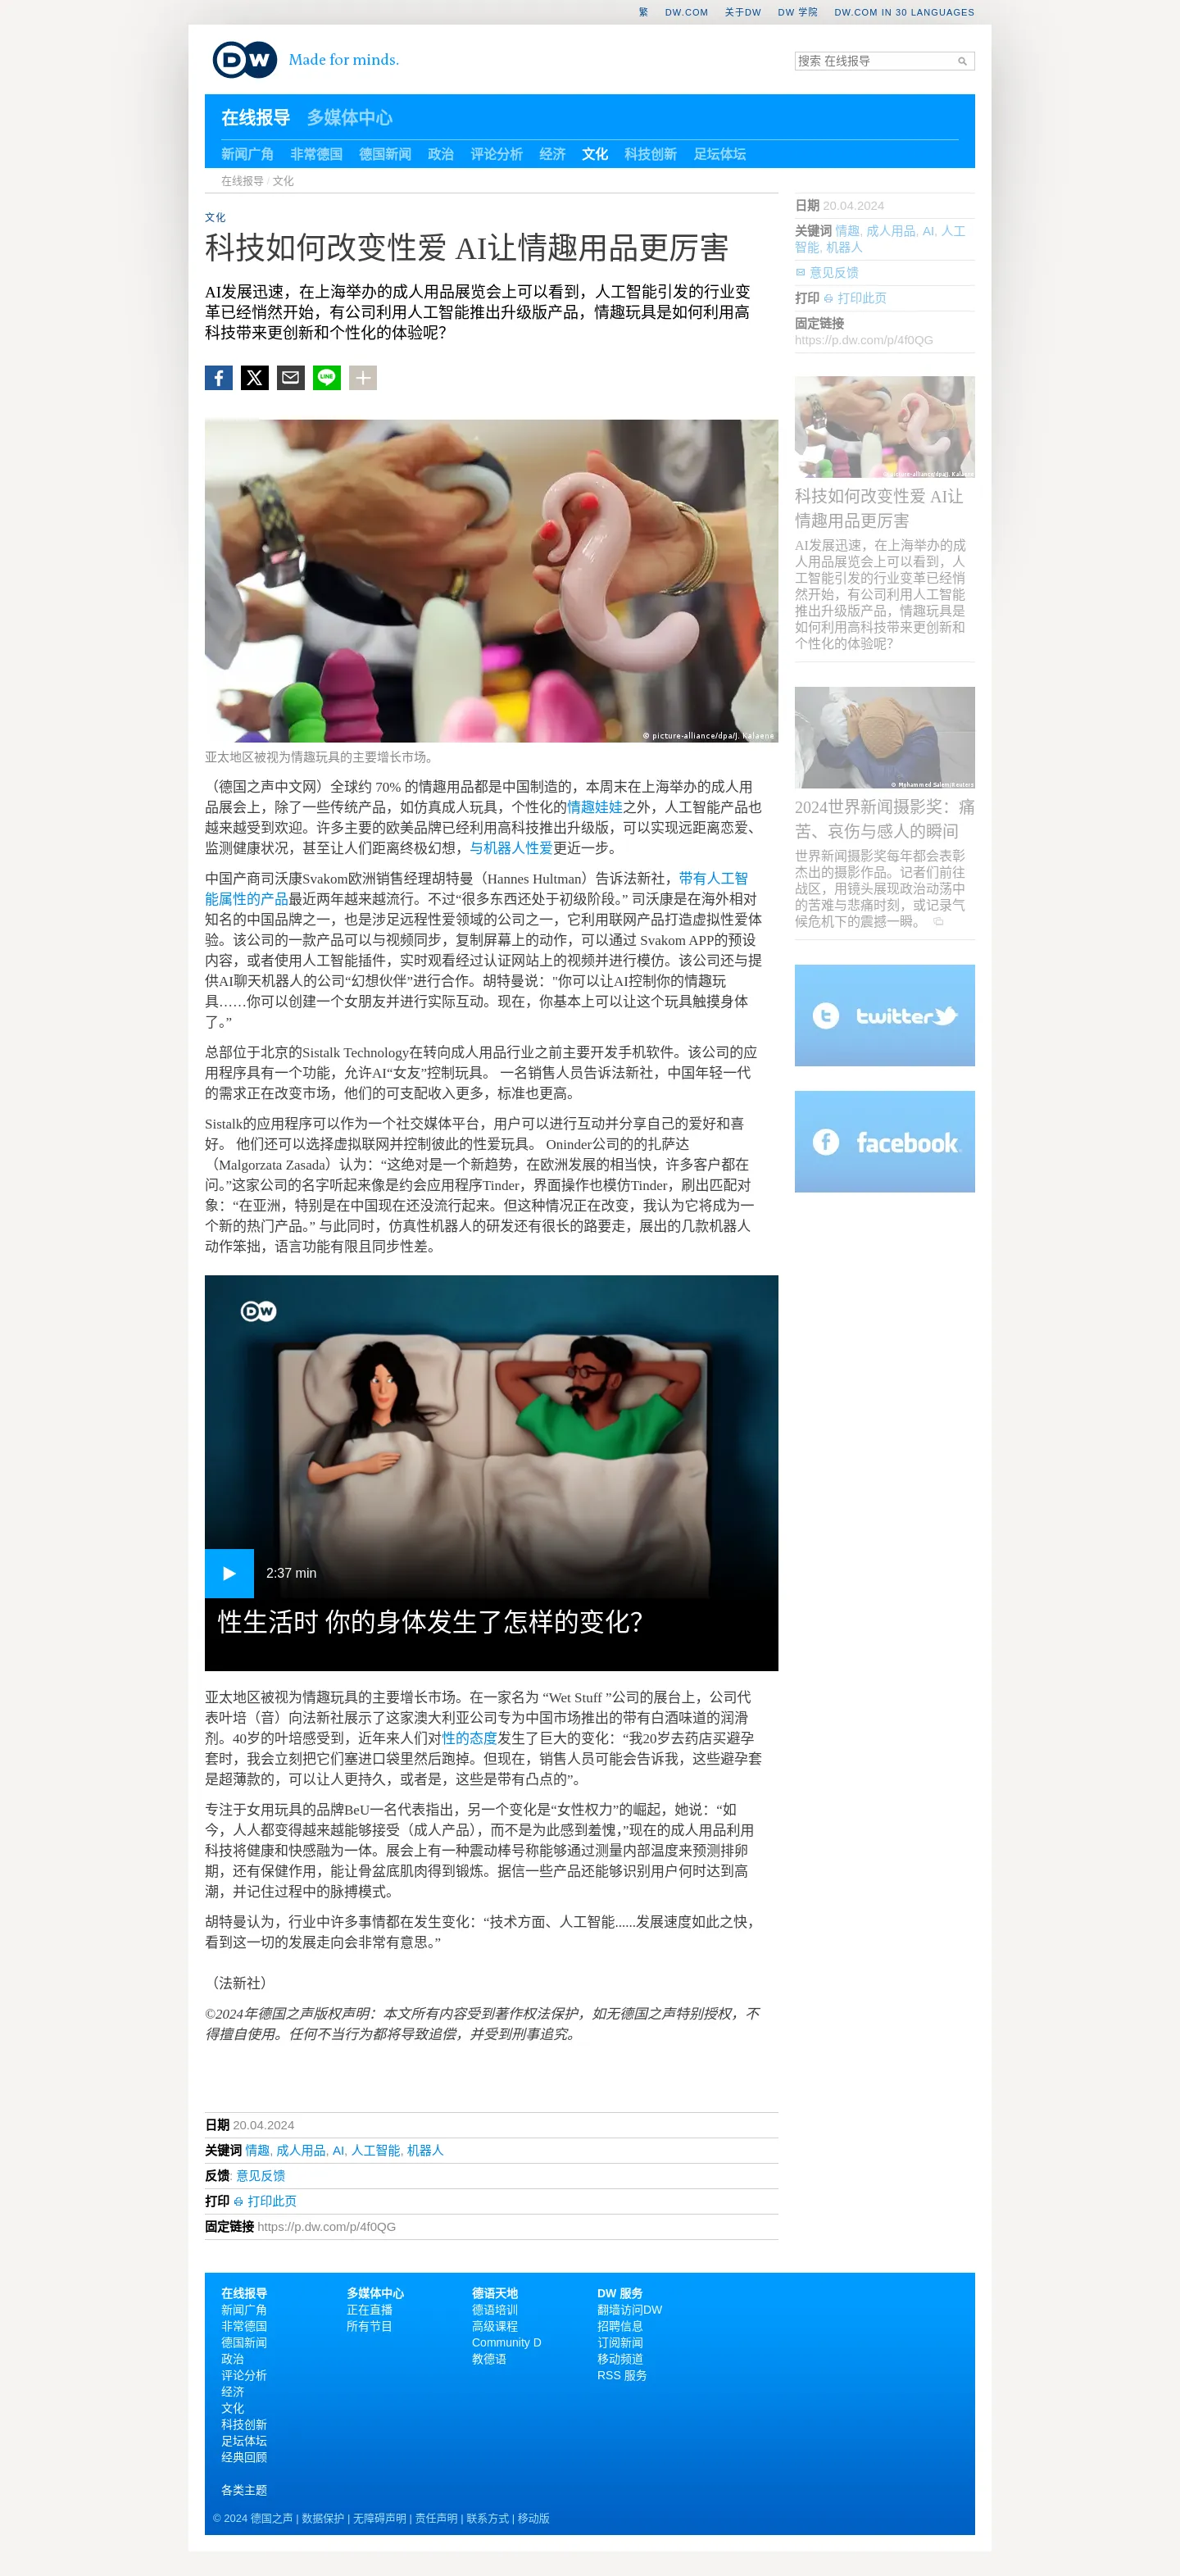 繁 DW.COM 关于DW DW 学院 DW.COM IN 30 LANGUAGES
DW Made for minds.
搜索 在线报导
在线报导 多媒体中心
新闻广角 非常德国 德国新闻 政治 评论分析 经济 文化 科技创新 足坛体坛
在线报导 / 文化
文化
科技如何改变性爱 AI让情趣用品更厉害
AI发展迅速，在上海举办的成人用品展览会上可以看到，人工智能引发的行业变
革已经悄然开始，有公司利用人工智能推出升级版产品，情趣玩具是如何利用高
科技带来更创新和个性化的体验呢？
LINE
© picture-alliance/dpa/J. Kalaene
亚太地区被视为情趣玩具的主要增长市场。
（德国之声中文网）全球约 70% 的情趣用品都是中国制造的，本周末在上海举办的成人用
品展会上，除了一些传统产品，如仿真成人玩具，个性化的情趣娃娃之外，人工智能产品也
越来越受到欢迎。许多主要的欧美品牌已经利用高科技推出升级版，可以实现远距离恋爱、
监测健康状况，甚至让人们距离终极幻想，与机器人性爱更近一步。
中国产商司沃康Svakom欧洲销售经理胡特曼（Hannes Hultman）告诉法新社，带有人工智
能属性的产品最近两年越来越流行。不过“很多东西还处于初级阶段。” 司沃康是在海外相对
知名的中国品牌之一，也是涉足远程性爱领域的公司之一，它利用联网产品打造虚拟性爱体
验。该公司的一款产品可以与视频同步，复制屏幕上的动作，可以通过 Svakom APP的预设
内容，或者使用人工智能插件，实时观看经过认证网站上的视频并进行模仿。该公司还与提
供AI聊天机器人的公司“幻想伙伴”进行合作。胡特曼说："你可以让AI控制你的情趣玩
具……你可以创建一个女朋友并进行实际互动。现在，你基本上可以让这个玩具触摸身体
了。”
总部位于北京的Sistalk Technology在转向成人用品行业之前主要开发手机软件。该公司的应
用程序具有一个功能，允许AI“女友”控制玩具。 一名销售人员告诉法新社，中国年轻一代
的需求正在改变市场，他们的可支配收入更多，标准也更高。
Sistalk的应用程序可以作为一个社交媒体平台，用户可以进行互动并分享自己的爱好和喜
好。 他们还可以选择虚拟联网并控制彼此的性爱玩具。 Oninder公司的的扎萨达
（Malgorzata Zasada）认为：“这绝对是一个新趋势，在欧洲发展的相当快，许多客户都在
问。”这家公司的名字听起来像是约会应用程序Tinder，界面操作也模仿Tinder，刷出匹配对
象：“在亚洲，特别是在中国现在还没流行起来。但这种情况正在改变，我认为它将成为一
个新的热门产品。” 与此同时，仿真性机器人的研发还有很长的路要走，展出的几款机器人
动作笨拙，语言功能有限且同步性差。
DW
2:37 min
性生活时 你的身体发生了怎样的变化？
亚太地区被视为情趣玩具的主要增长市场。在一家名为 “Wet Stuff ”公司的展台上，公司代
表叶培（音）向法新社展示了这家澳大利亚公司专为中国市场推出的带有白酒味道的润滑
剂。40岁的叶培感受到，近年来人们对性的态度发生了巨大的变化：“我20岁去药店买避孕
套时，我会立刻把它们塞进口袋里然后跑掉。但现在，销售人员可能会告诉我，这些避孕套
是超薄款的，可以让人更持久，或者是，这些是带有凸点的”。
专注于女用玩具的品牌BeU一名代表指出，另一个变化是“女性权力”的崛起，她说：“如
今，人人都变得越来越能够接受（成人产品），而不是为此感到羞愧，”现在的成人用品利用
科技将健康和快感融为一体。展会上有一种震动棒号称能够通过测量内部温度来预测排卵
期，还有保健作用，能让骨盆底肌肉得到锻炼。据信一些产品还能够识别用户何时达到高
潮，并记住过程中的脉搏模式。
胡特曼认为，行业中许多事情都在发生变化：“技术方面、人工智能......发展速度如此之快，
看到这一切的发展走向会非常有意思。”
（法新社）
©2024年德国之声版权声明：本文所有内容受到著作权法保护，如无德国之声特别授权，不
得擅自使用。任何不当行为都将导致追偿，并受到刑事追究。
日期 20.04.2024
关键词 情趣, 成人用品, AI, 人工智能, 机器人
反馈: 意见反馈
打印 打印此页
固定链接 https://p.dw.com/p/4f0QG
日期 20.04.2024
关键词 情趣, 成人用品, AI, 人工
智能, 机器人
意见反馈
打印 打印此页
固定链接
https://p.dw.com/p/4f0QG
© picture-alliance/dpa/J. Kalaene
科技如何改变性爱 AI让
情趣用品更厉害
AI发展迅速，在上海举办的成
人用品展览会上可以看到，人
工智能引发的行业变革已经悄
然开始，有公司利用人工智能
推出升级版产品，情趣玩具是
如何利用高科技带来更创新和
个性化的体验呢？
© Mohammed Salem/Reuters
2024世界新闻摄影奖：痛
苦、哀伤与感人的瞬间
世界新闻摄影奖每年都会表彰
杰出的摄影作品。记者们前往
战区，用镜头展现政治动荡中
的苦难与悲痛时刻，或记录气
候危机下的震撼一瞬。
twitter
facebook
在线报导
新闻广角
非常德国
德国新闻
政治
评论分析
经济
文化
科技创新
足坛体坛
经典回顾
各类主题
多媒体中心
正在直播
所有节目
德语天地
德语培训
高级课程
Community D
教德语
DW 服务
翻墙访问DW
招聘信息
订阅新闻
移动频道
RSS 服务
© 2024 德国之声 | 数据保护 | 无障碍声明 | 责任声明 | 联系方式 | 移动版